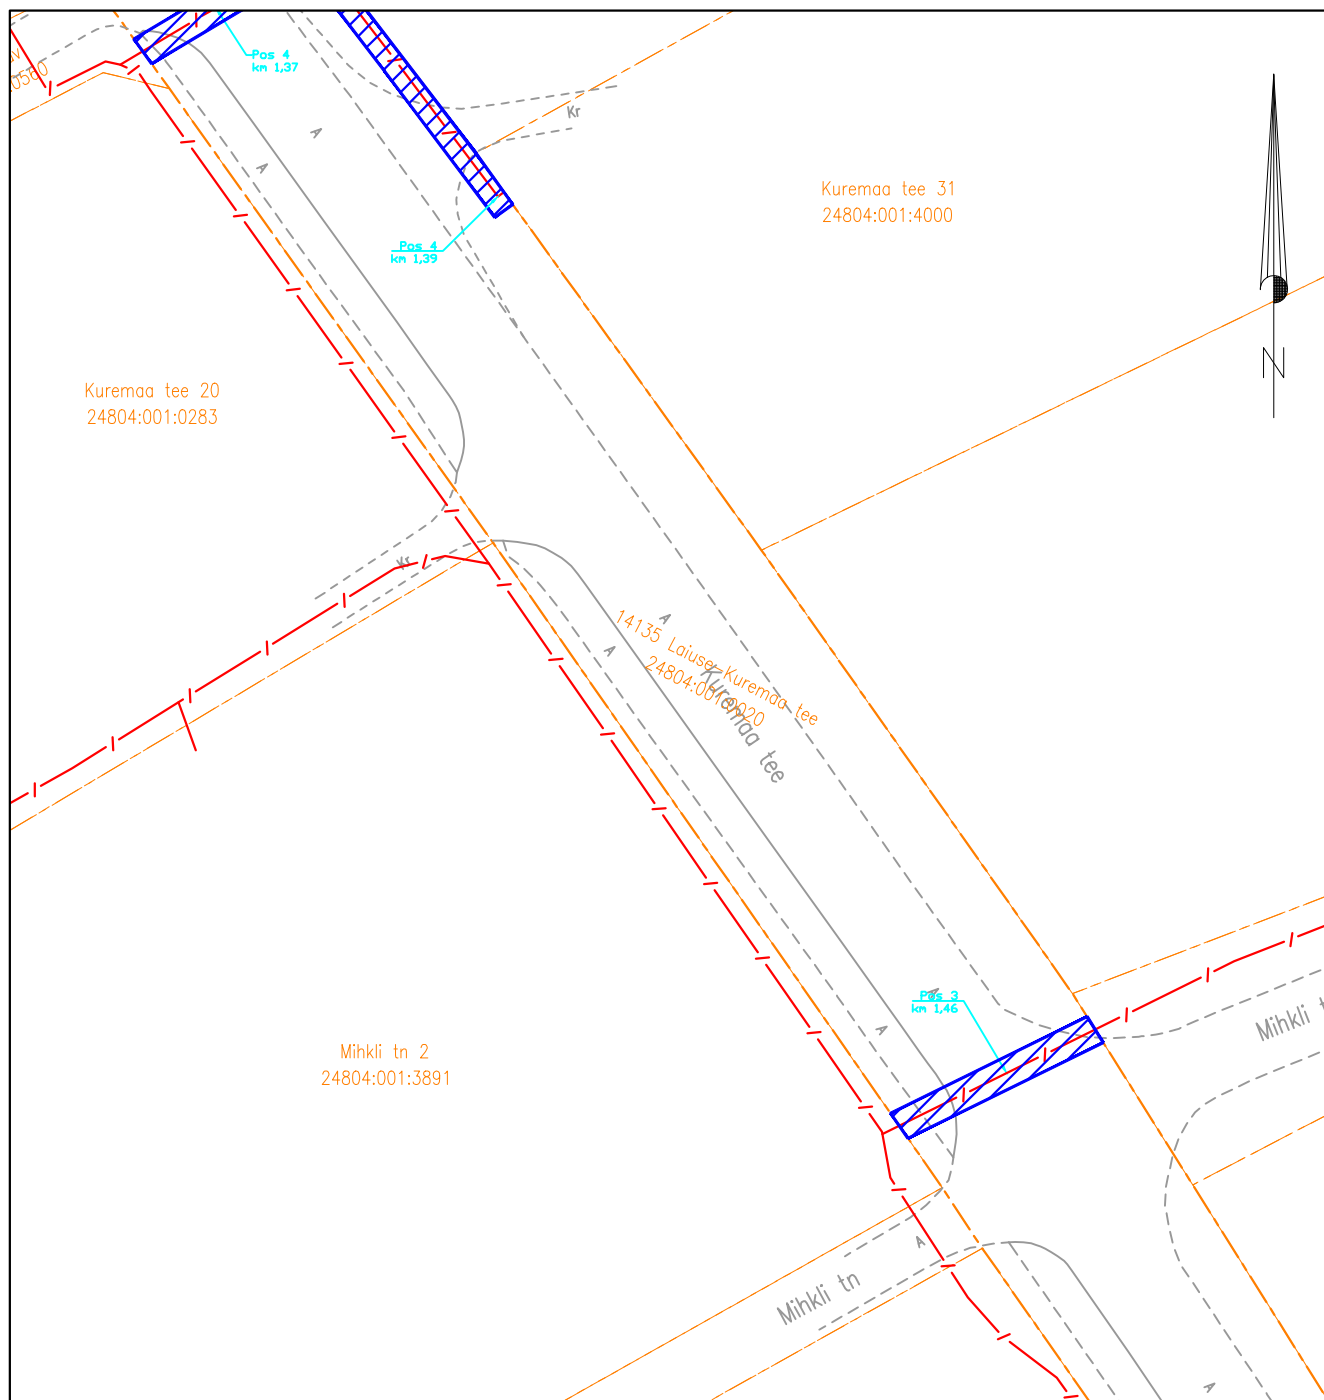 Pos 4
km 1,37
Kr
A
A
Kuremaa tee 31
24804:001:4000
Pos 4
km 1,39
N
Kuremaa tee 20
24804:001:0283
Kr
A
A
14135 Laiuse-Kuremaa tee
24804:001:0020
Kuremaa tee
A
Pos 3
km 1,46
A
Mihkli t
Mihkli tn 2
24804:001:3891
A
Mihkli tn
A
A